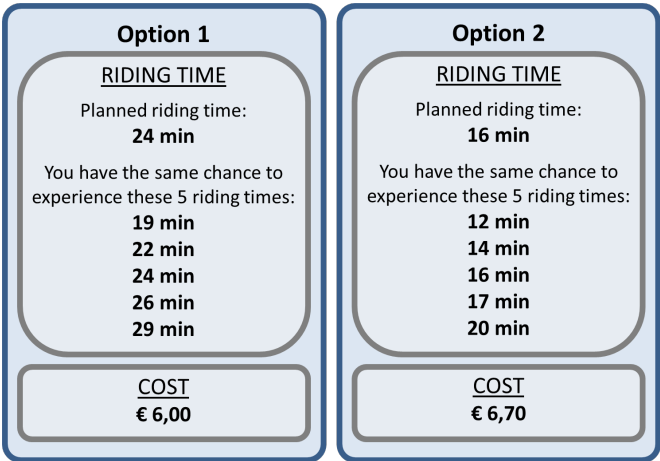 Option 1
RIDING TIME
Planned riding time:
24 min
You have the same chance to
experience these 5 riding times:
19 min
22 min
24 min
26 min
29 min
COST
€ 6,00
Option 2
RIDING TIME
Planned riding time:
16 min
You have the same chance to
experience these 5 riding times:
12 min
14 min
16 min
17 min
20 min
COST
€ 6,70